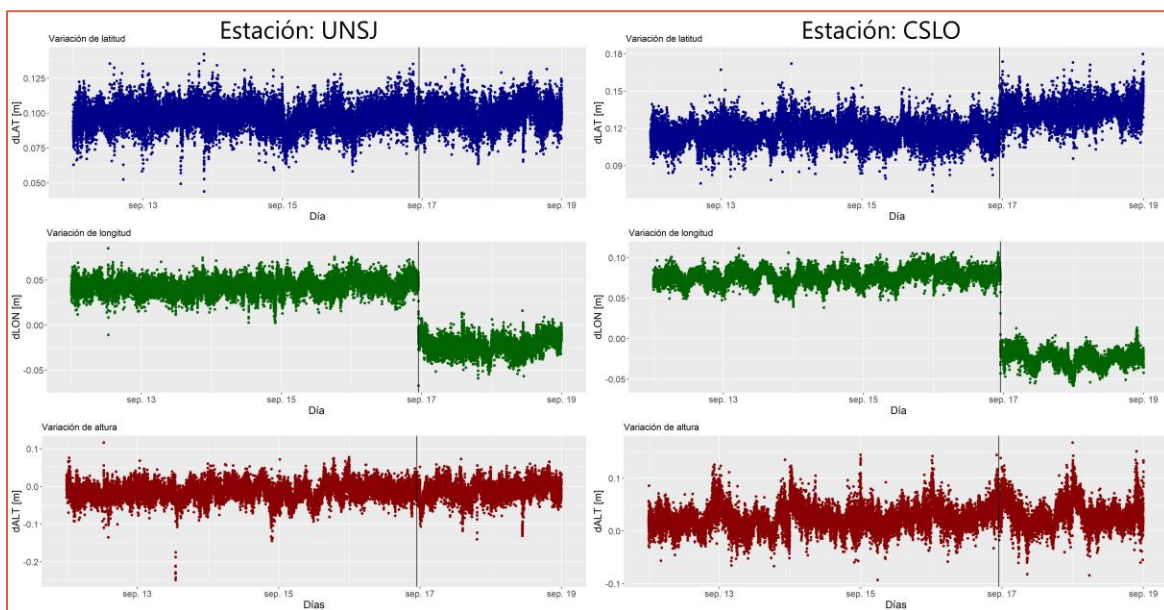 Estación: UNSJ
Variación de latitud
dLAT [m]
0.125
0.100
0.075
0.050
sep. 13
sep. 15
sep. 17
sep. 19
Día
Variación de longitud
dLON [m]
0.05
0.00
-0.05
sep. 13
sep. 15
sep. 17
sep. 19
Día
Variación de altura
dALT [m]
0.1
0.0
-0.1
-0.2
sep. 13
sep. 15
sep. 17
sep. 19
Días
Estación: CSLO
Variación de latitud
dLAT [m]
0.18
0.15
0.12
0.09
sep. 13
sep. 15
sep. 17
sep. 19
Día
Variación de longitud
dLON [m]
0.10
0.05
0.00
-0.05
sep. 13
sep. 15
sep. 17
sep. 19
Día
Variación de altura
dALT [m]
0.1
0.0
-0.1
sep. 13
sep. 15
sep. 17
sep. 19
Días